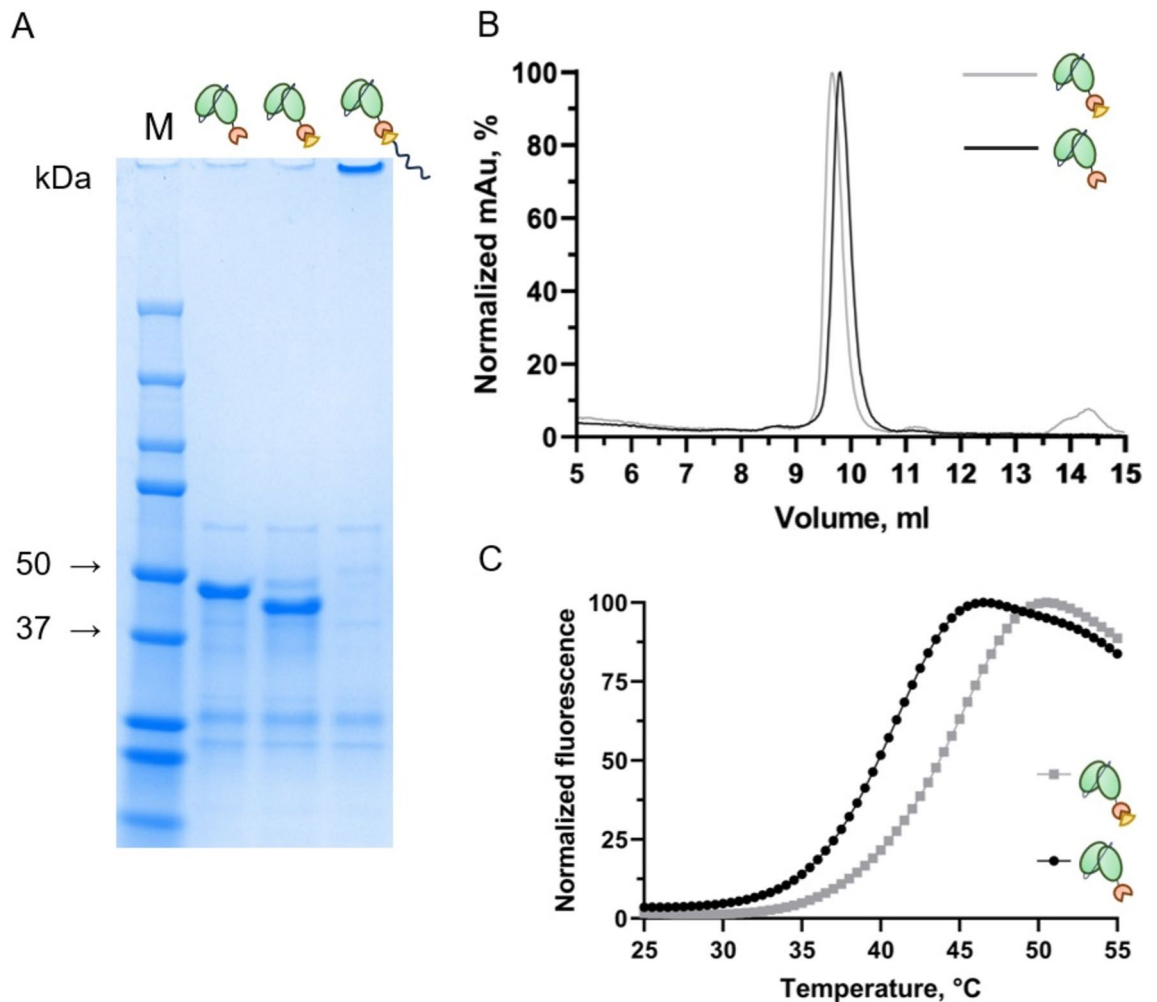 A
M
kDa
50 →
37 →
B
Normalized mAu, %
100
80
60
40
20
0
5 6 7 8 9 10 11 12 13 14 15
Volume, ml
C
Normalized fluorescence
100
75
50
25
0
25 30 35 40 45 50 55
Temperature, °C